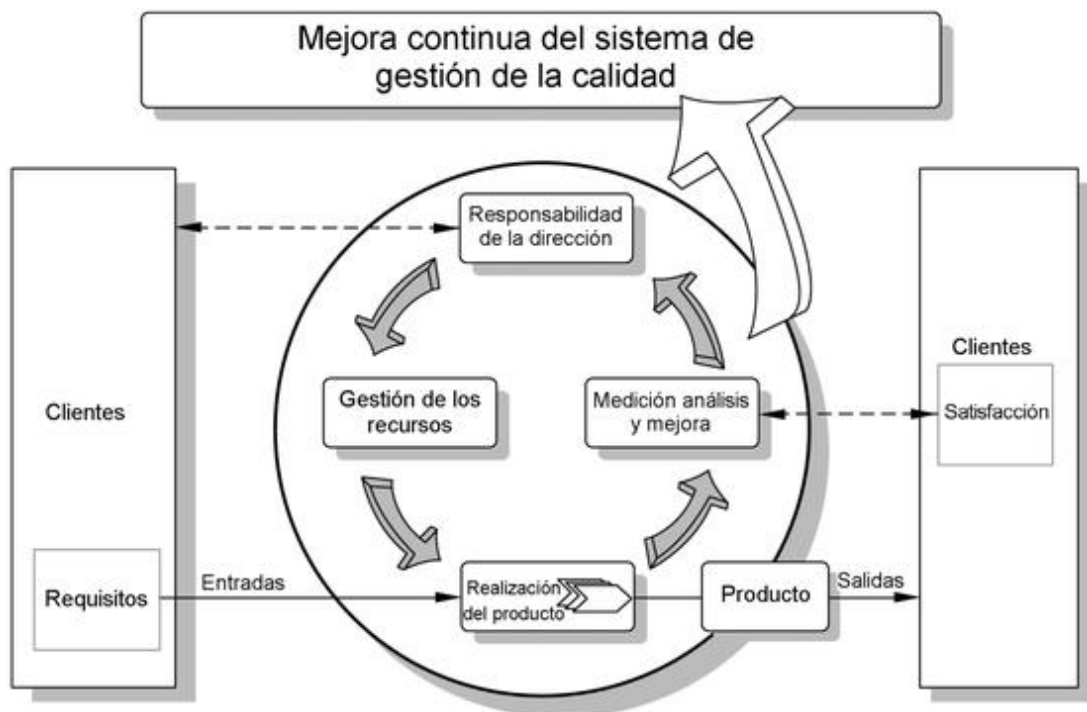 Mejora continua del sistema de
gestión de la calidad
Responsabilidad
de la dirección
Clientes
Gestión de los
recursos
Medición análisis
y mejora
Clientes
Satisfacción
Requisitos
Entradas
Realización
del producto
Producto
Salidas